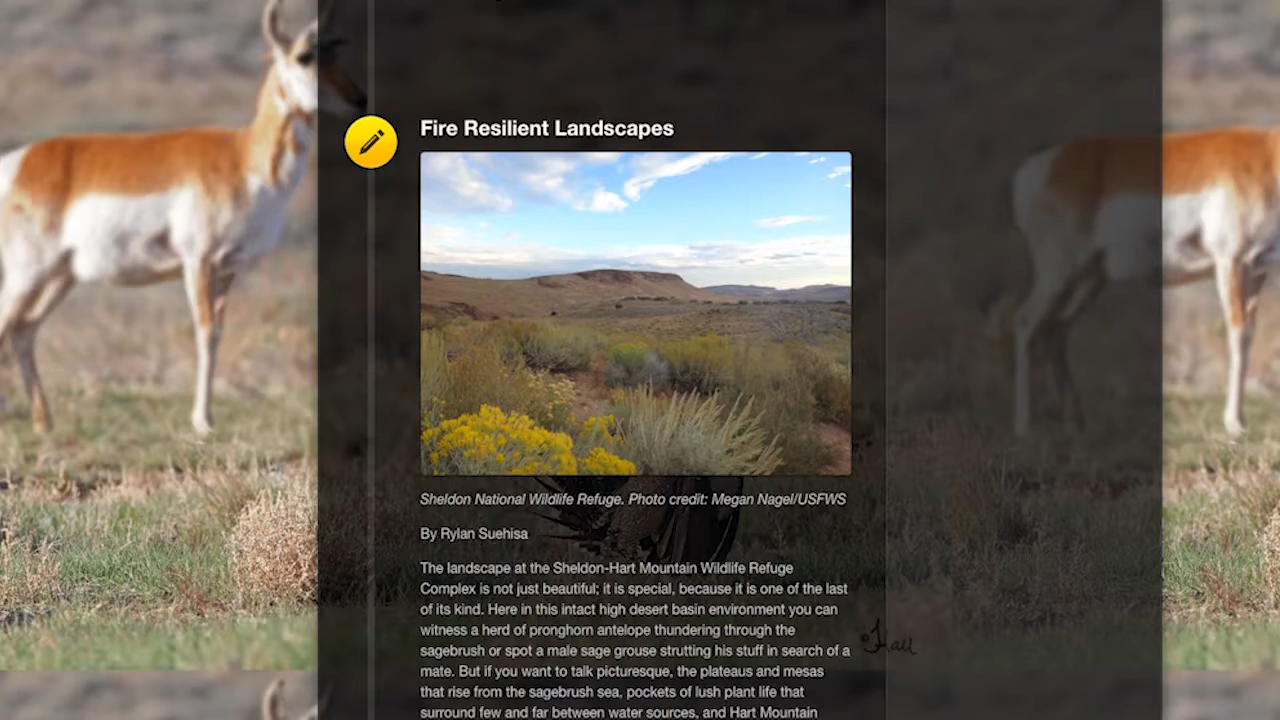 Fire Resilient Landscapes
Sheldon National Wildlife Refuge. Photo credit: Megan Nagel/USFWS
By Rylan Suehisa
The landscape at the Sheldon-Hart Mountain Wildlife Refuge
Complex is not just beautiful; it is special, because it is one of the last
of its kind. Here in this intact high desert basin environment you can
witness a herd of pronghorn antelope thundering through the
sagebrush or spot a male sage grouse strutting his stuff in search of a
mate. But if you want to talk picturesque, the plateaus and mesas
that rise from the sagebrush sea, pockets of lush plant life that
surround few and far between water sources, and Hart Mountain